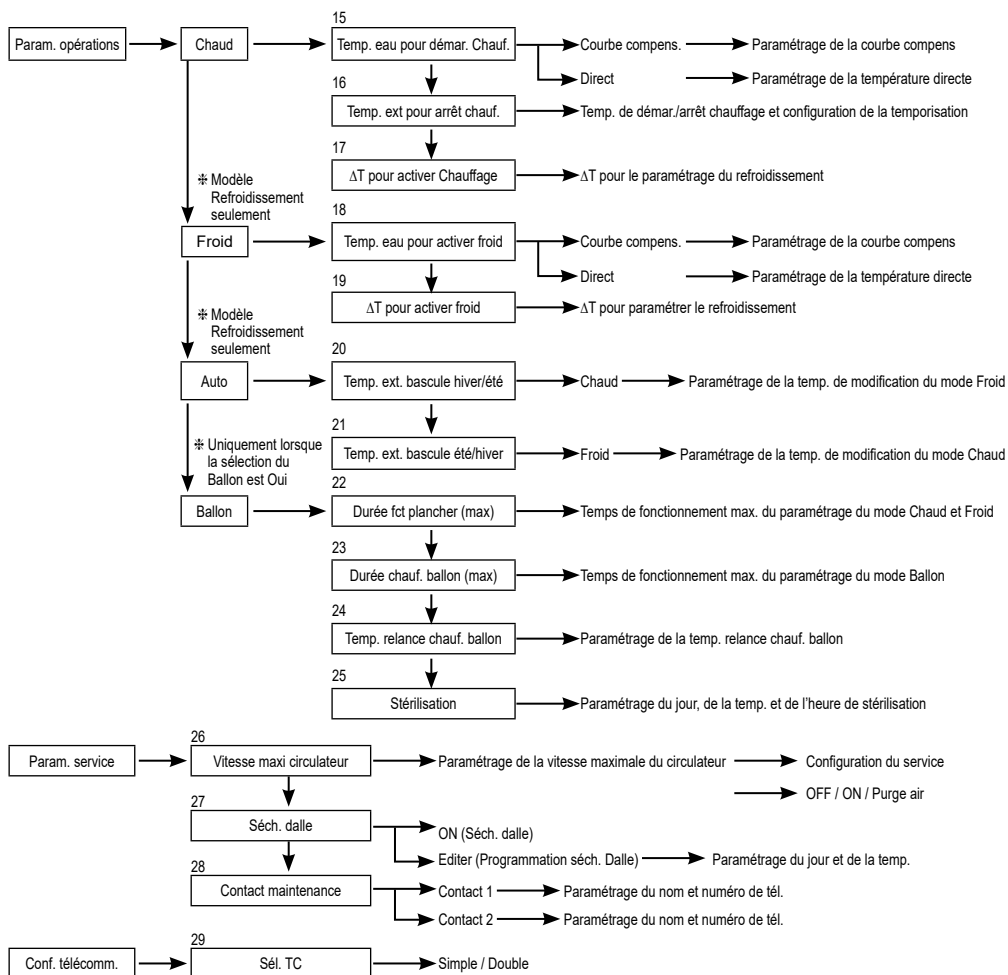 15
Param. opérations
Chaud
Temp. eau pour démar. Chauf.
Courbe compens.
Paramétrage de la courbe compens
Direct
Paramétrage de la température directe
16
Temp. ext pour arrêt chauf.
Temp. de démar./arrêt chauffage et configuration de la temporisation
17
ΔT pour activer Chauffage
ΔT pour le paramétrage du refroidissement
❉ Modèle
Refroidissement
seulement
18
Froid
Temp. eau pour activer froid
Courbe compens.
Paramétrage de la courbe compens
Direct
Paramétrage de la température directe
19
ΔT pour activer froid
ΔT pour paramétrer le refroidissement
❉ Modèle
Refroidissement
seulement
20
Auto
Temp. ext. bascule hiver/été
Chaud
Paramétrage de la temp. de modification du mode Froid
21
Temp. ext. bascule été/hiver
Froid
Paramétrage de la temp. de modification du mode Chaud
❉ Uniquement lorsque
la sélection du
Ballon est Oui
22
Ballon
Durée fct plancher (max)
Temps de fonctionnement max. du paramétrage du mode Chaud et Froid
23
Durée chauf. ballon (max)
Temps de fonctionnement max. du paramétrage du mode Ballon
24
Temp. relance chauf. ballon
Paramétrage de la temp. relance chauf. ballon
25
Stérilisation
Paramétrage du jour, de la temp. et de l'heure de stérilisation
26
Param. service
Vitesse maxi circulateur
Paramétrage de la vitesse maximale du circulateur
Configuration du service
OFF / ON / Purge air
27
Séch. dalle
ON (Séch. dalle)
Editer (Programmation séch. Dalle)
Paramétrage du jour et de la temp.
28
Contact maintenance
Contact 1
Paramétrage du nom et numéro de tél.
Contact 2
Paramétrage du nom et numéro de tél.
29
Conf. télécomm.
Sél. TC
Simple / Double